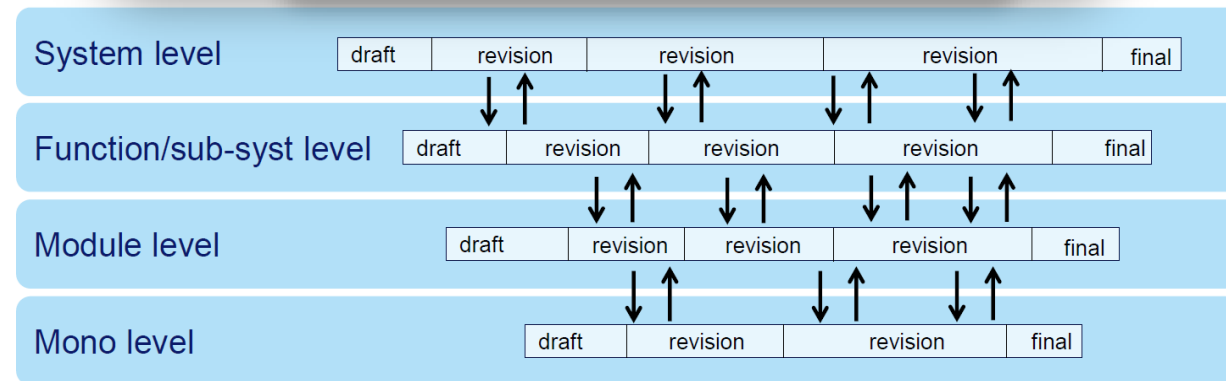 System level draft revision revision revision final
Function/sub-syst level draft revision revision revision final
Module level draft revision revision revision final
Mono level draft revision revision final